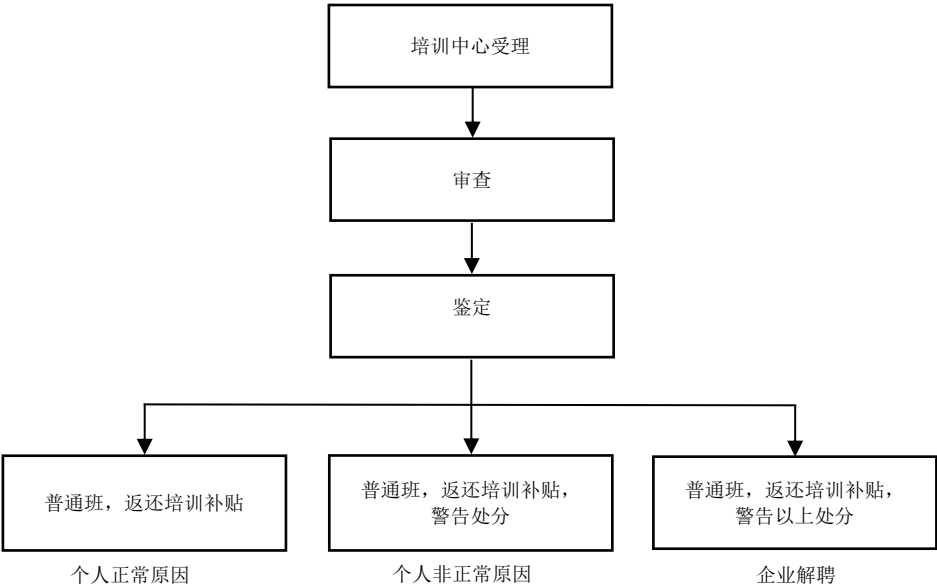 培训中心受理
审查
鉴定
普通班，返还培训补贴
普通班，返还培训补贴，
警告处分
普通班，返还培训补贴，
警告以上处分
个人正常原因
个人非正常原因
企业解聘